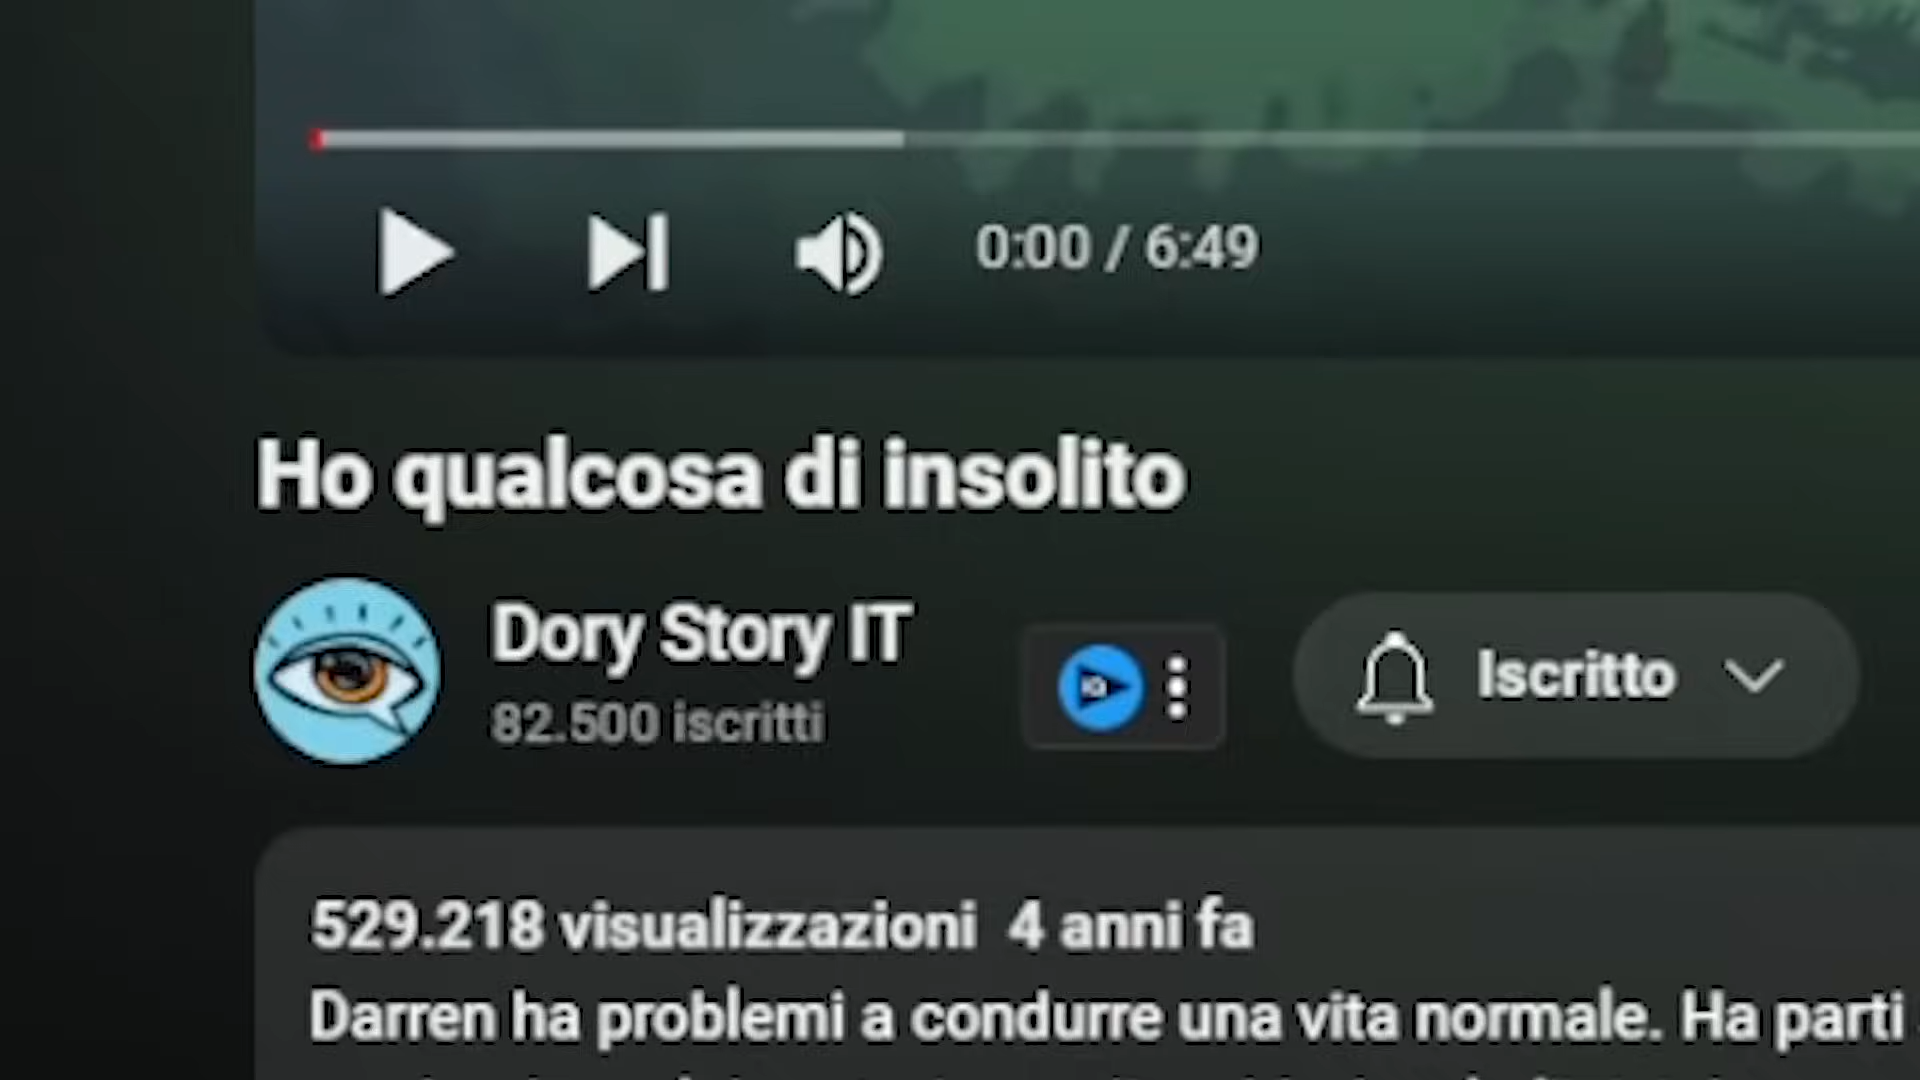 0:00 / 6:49
Ho qualcosa di insolito
Dory Story IT
82.500 iscritti
Iscritto
529.218 visualizzazioni 4 anni fa
Darren ha problemi a condurre una vita normale. Ha parti